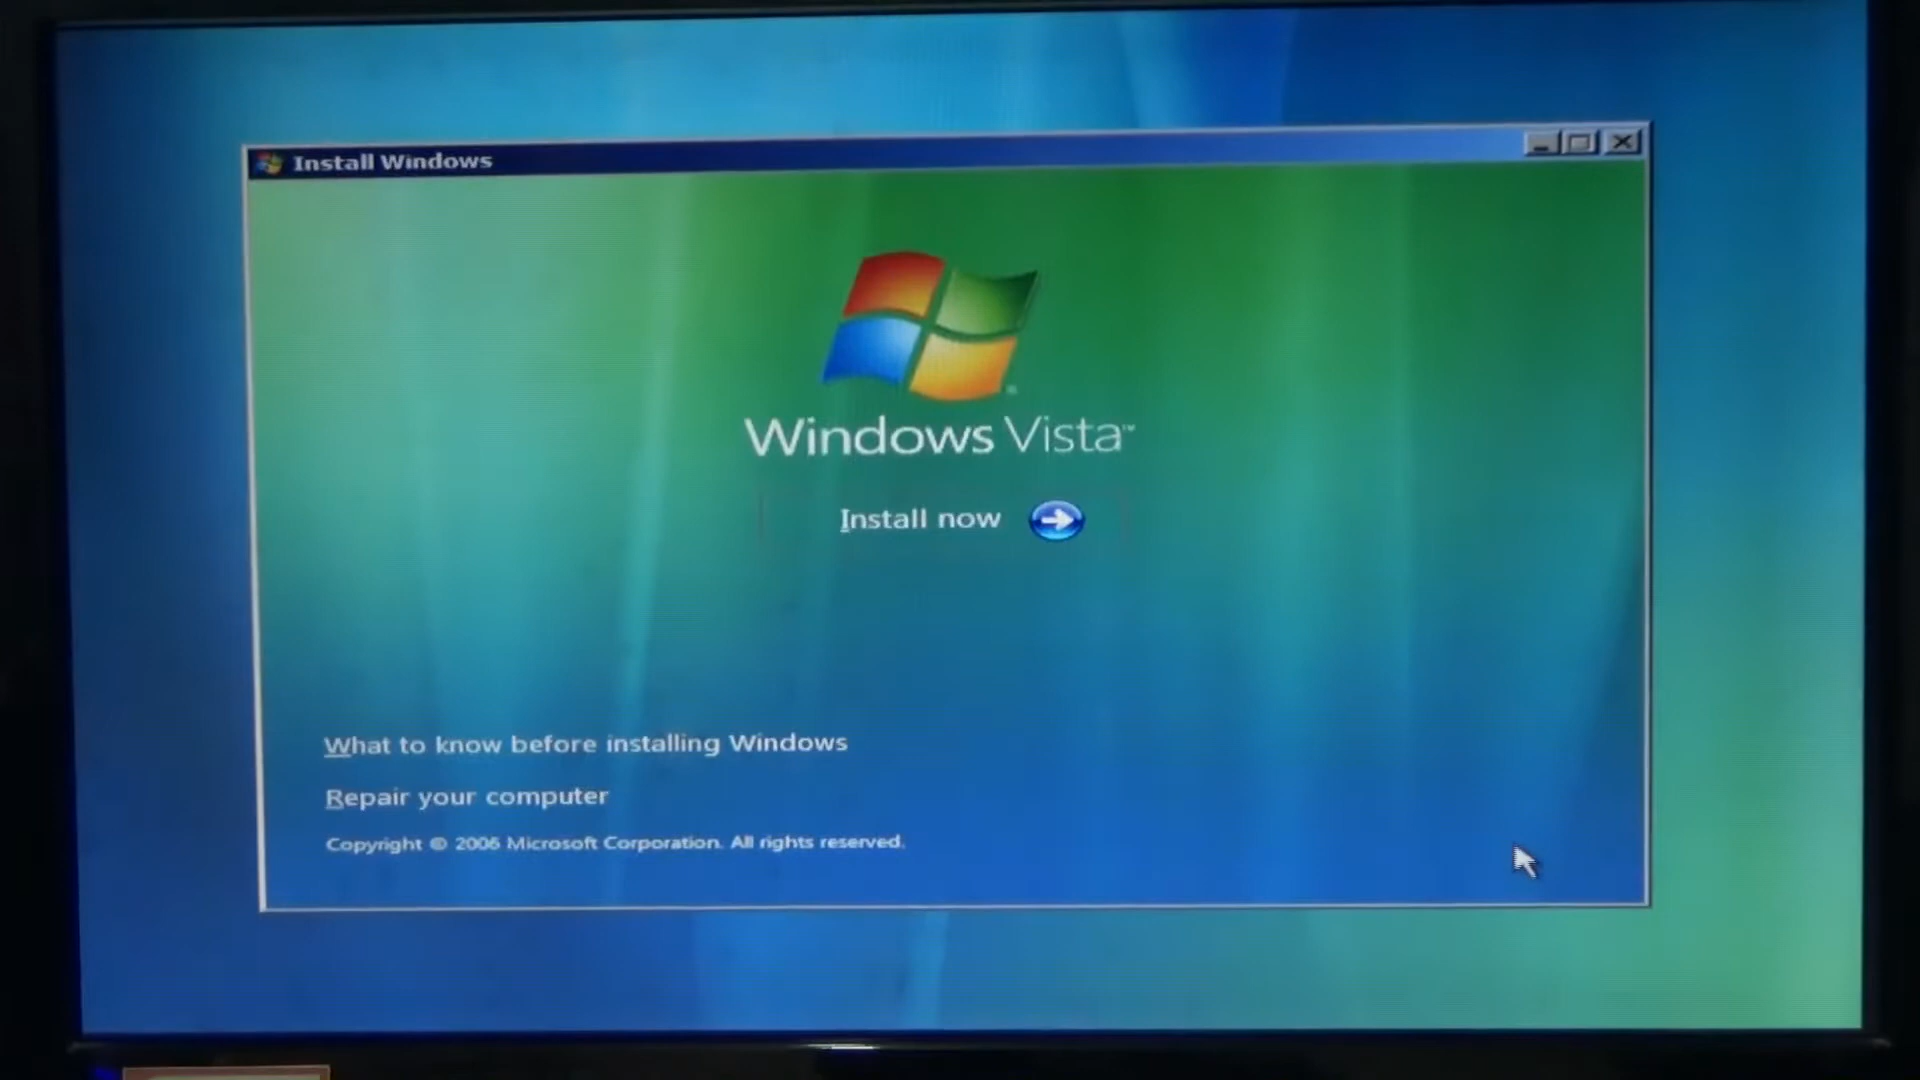 Install Windows
Windows Vista™
Install now
What to know before installing Windows
Repair your computer
Copyright © 2006 Microsoft Corporation. All rights reserved.